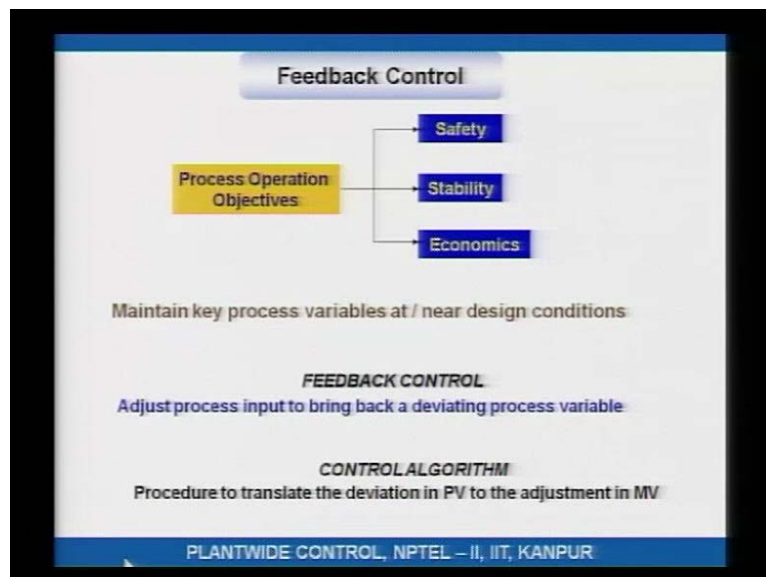 Feedback Control
Safety
Process Operation
Objectives
Stability
Economics
Maintain key process variables at / near design conditions
FEEDBACK CONTROL
Adjust process input to bring back a deviating process variable
CONTROL ALGORITHM
Procedure to translate the deviation in PV to the adjustment in MV
PLANTWIDE CONTROL, NPTEL – II, IIT, KANPUR